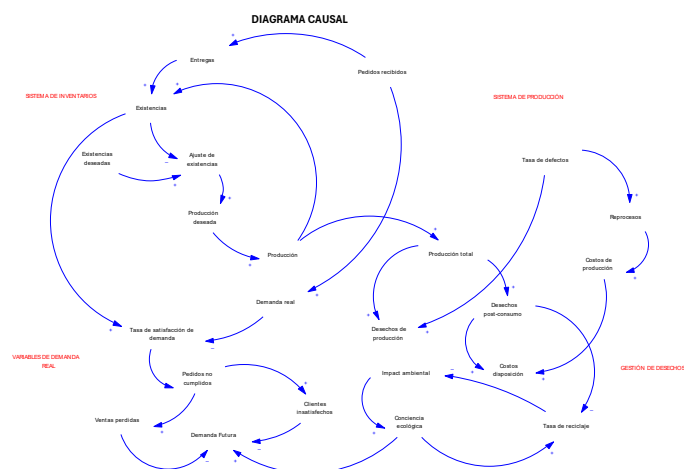 DIAGRAMA CAUSAL
Entregas
Pedidos recibidos
SISTEMA DE INVENTARIOS
SISTEMA DE PRODUCCIÓN
Existencias
Existencias
deseadas
Ajuste de
existencias
Tasa de defectos
Producción
deseada
Reprocesos
Producción
Producción total
Costos de
producción
Demanda real
Desechos
post-consumo
Tasa de satisfacción de
demanda
Desechos de
producción
VARIABLES DE DEMANDA
REAL
Pedidos no
cumplidos
Impact ambiental
Costos
disposición
GESTIÓN DE DESECHOS
Clientes
insatisfechos
Ventas perdidas
Demanda Futura
Conciencia
ecológica
Tasa de reciclaje